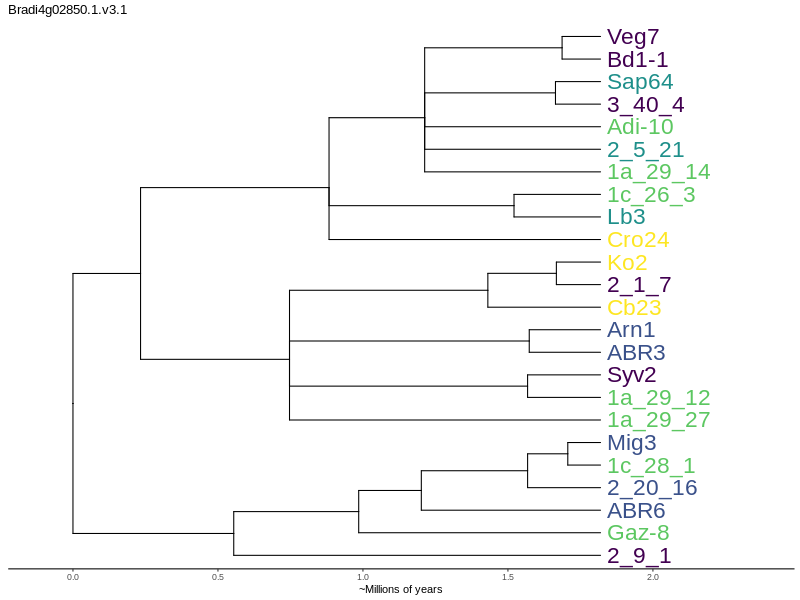 Bradi4g02850.1.v3.1
Veg7
Bd1-1
Sap64
3_40_4
Adi-10
2_5_21
1a_29_14
1c_26_3
Lb3
Cro24
Ko2
2_1_7
Cb23
Arn1
ABR3
Syv2
1a_29_12
1a_29_27
Mig3
1c_28_1
2_20_16
ABR6
Gaz-8
2_9_1
0.0 0.5 1.0 1.5 2.0
~Millions of years